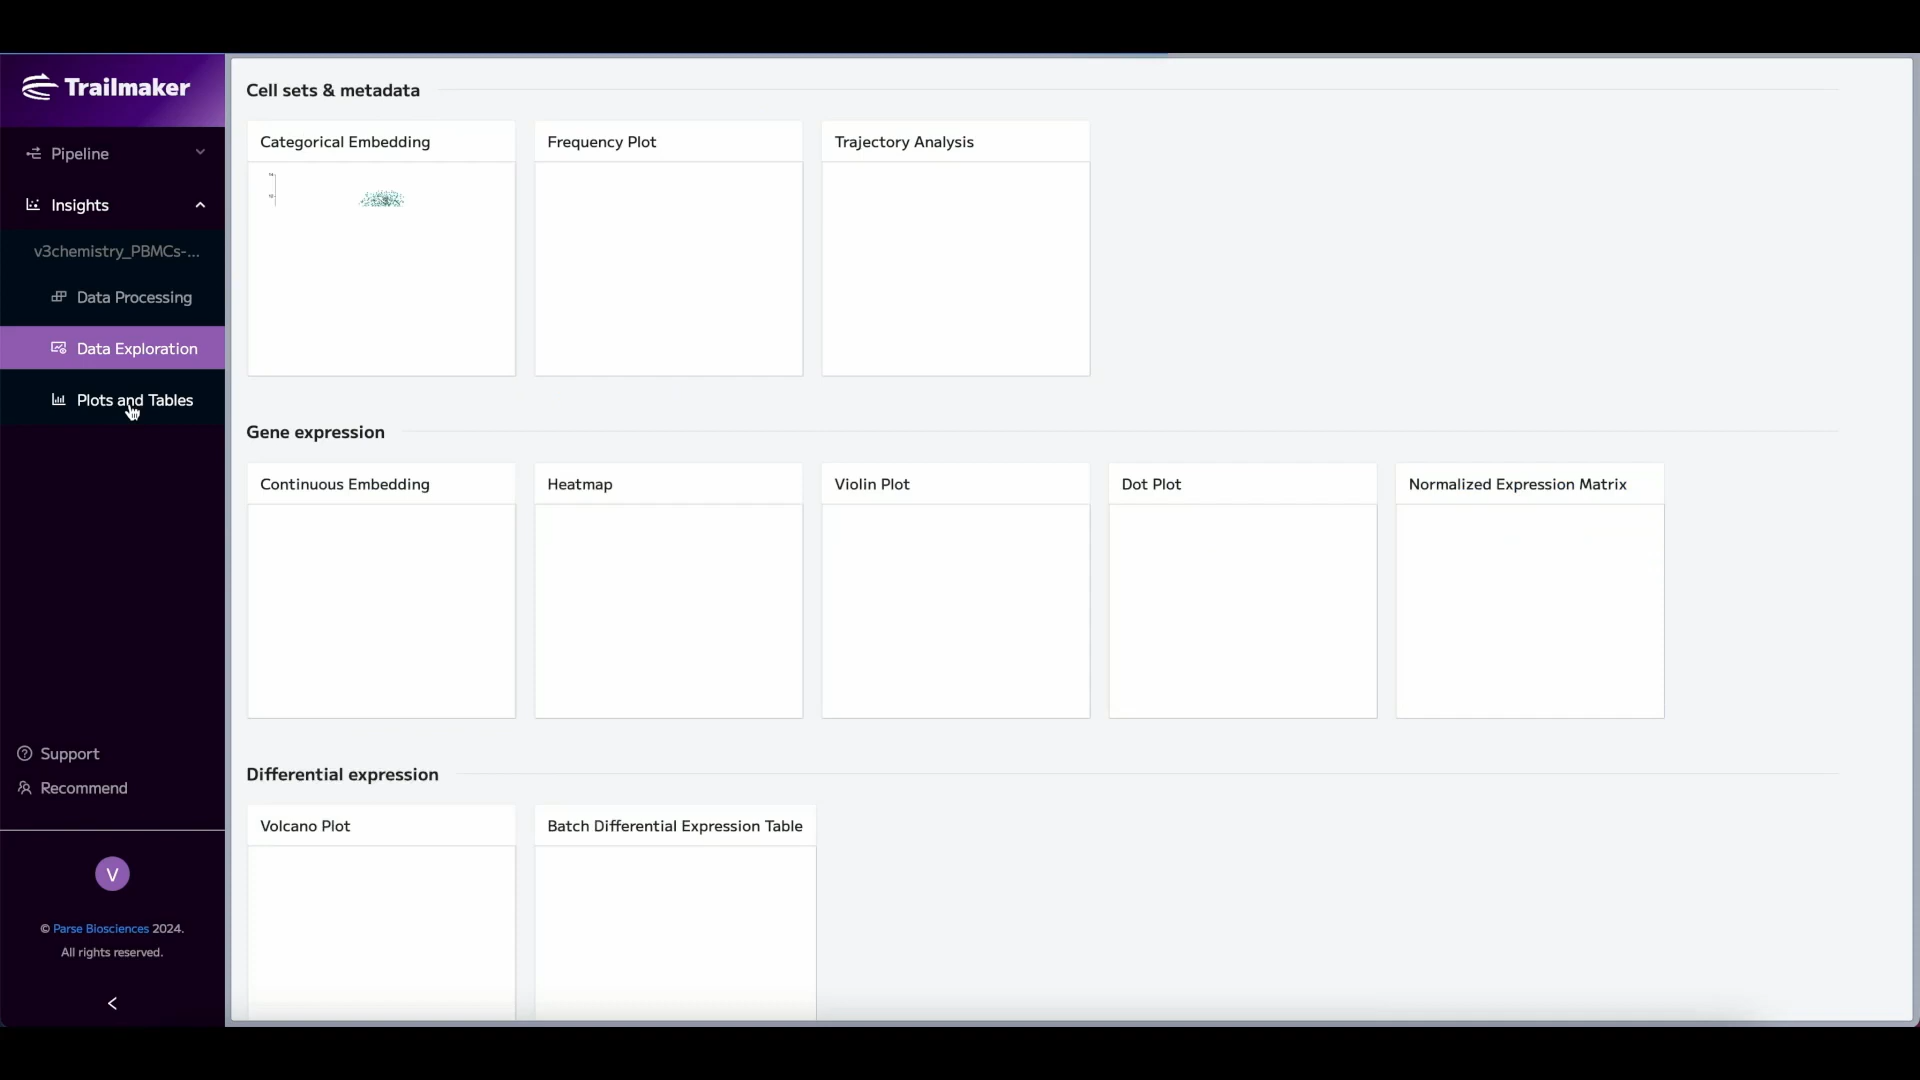 Trailmaker
Pipeline
Insights
v3chemistry_PBMCs-...
Data Processing
Data Exploration
Plots and Tables
Support
Recommend
V
© Parse Biosciences 2024.
All rights reserved.
Cell sets & metadata
Categorical Embedding
Frequency Plot
Trajectory Analysis
Gene expression
Continuous Embedding
Heatmap
Violin Plot
Dot Plot
Normalized Expression Matrix
Differential expression
Volcano Plot
Batch Differential Expression Table